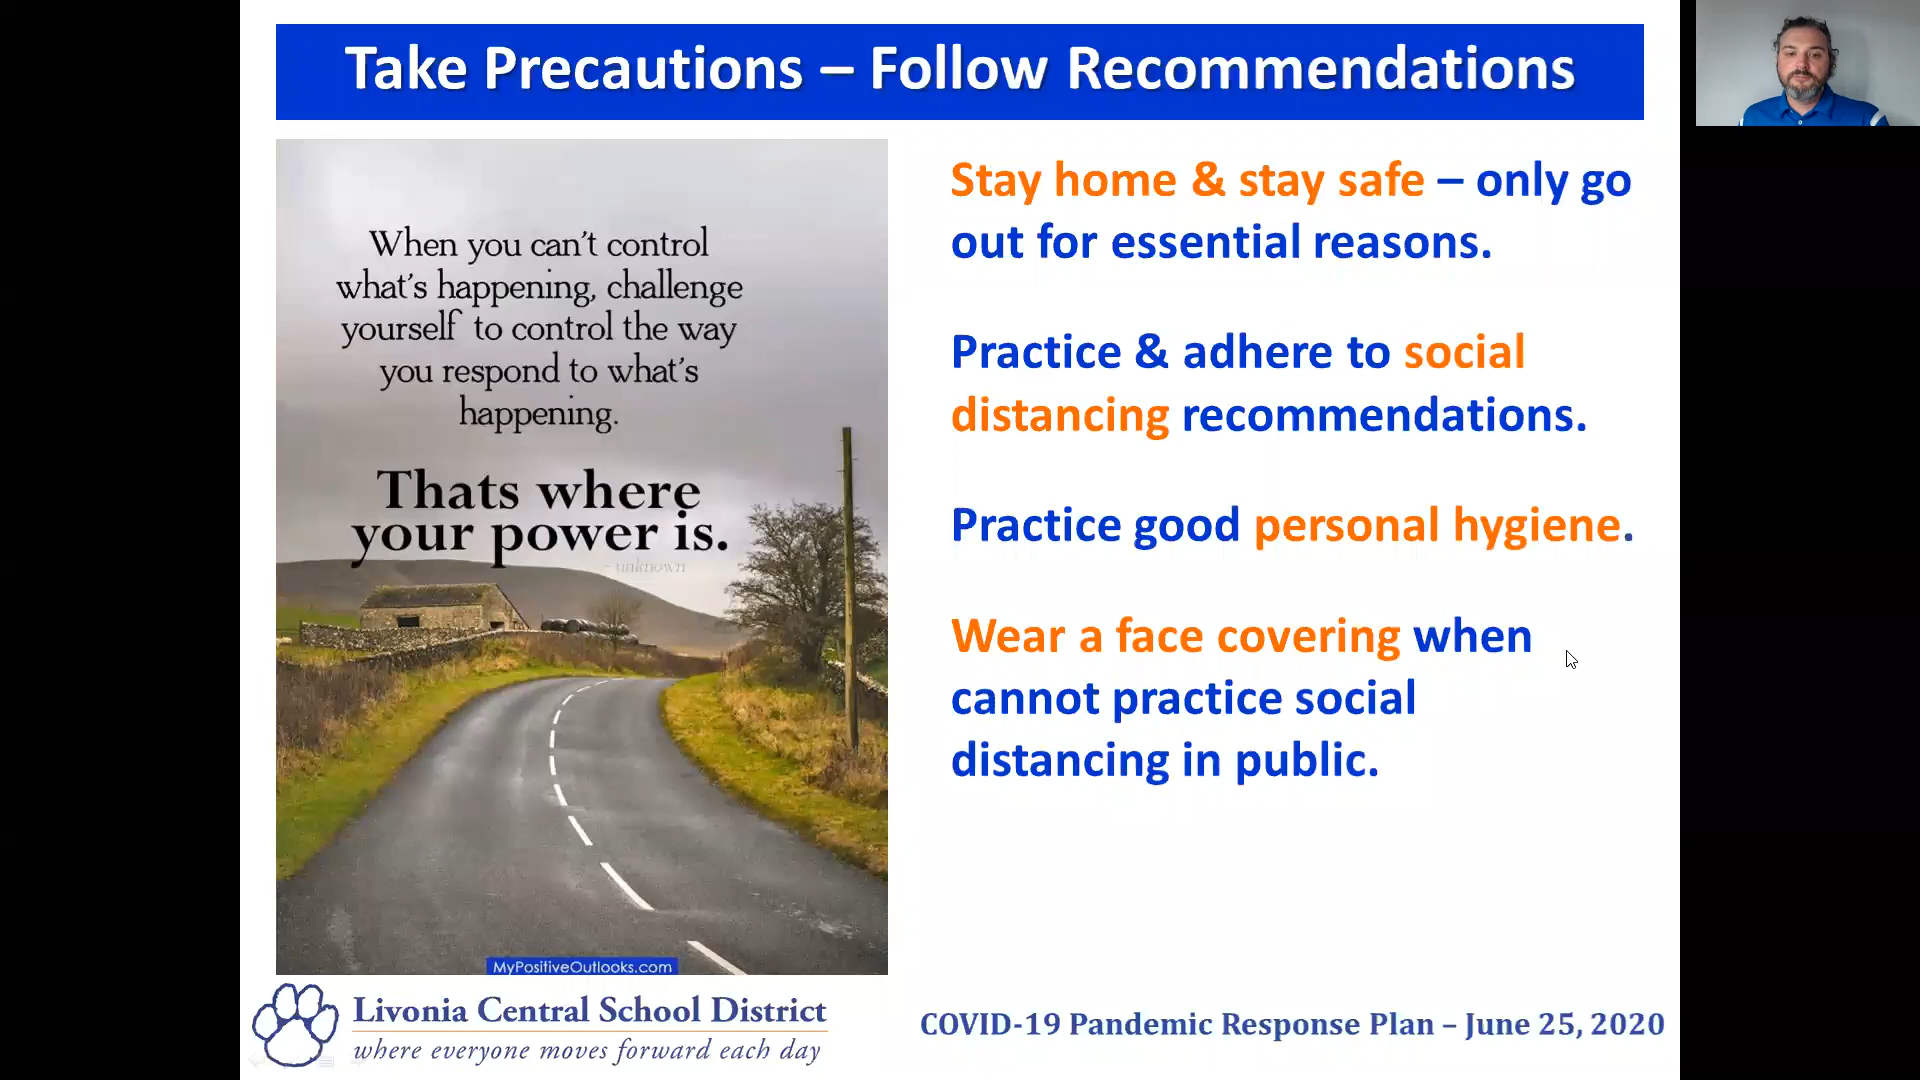 Take Precautions – Follow Recommendations
When you can't control
what's happening, challenge
yourself to control the way
you respond to what's
happening.
Thats where
your power is.
- unknown
MyPositiveOutlooks.com
Stay home & stay safe – only go
out for essential reasons.
Practice & adhere to social
distancing recommendations.
Practice good personal hygiene.
Wear a face covering when
cannot practice social
distancing in public.
Livonia Central School District
where everyone moves forward each day
COVID-19 Pandemic Response Plan – June 25, 2020